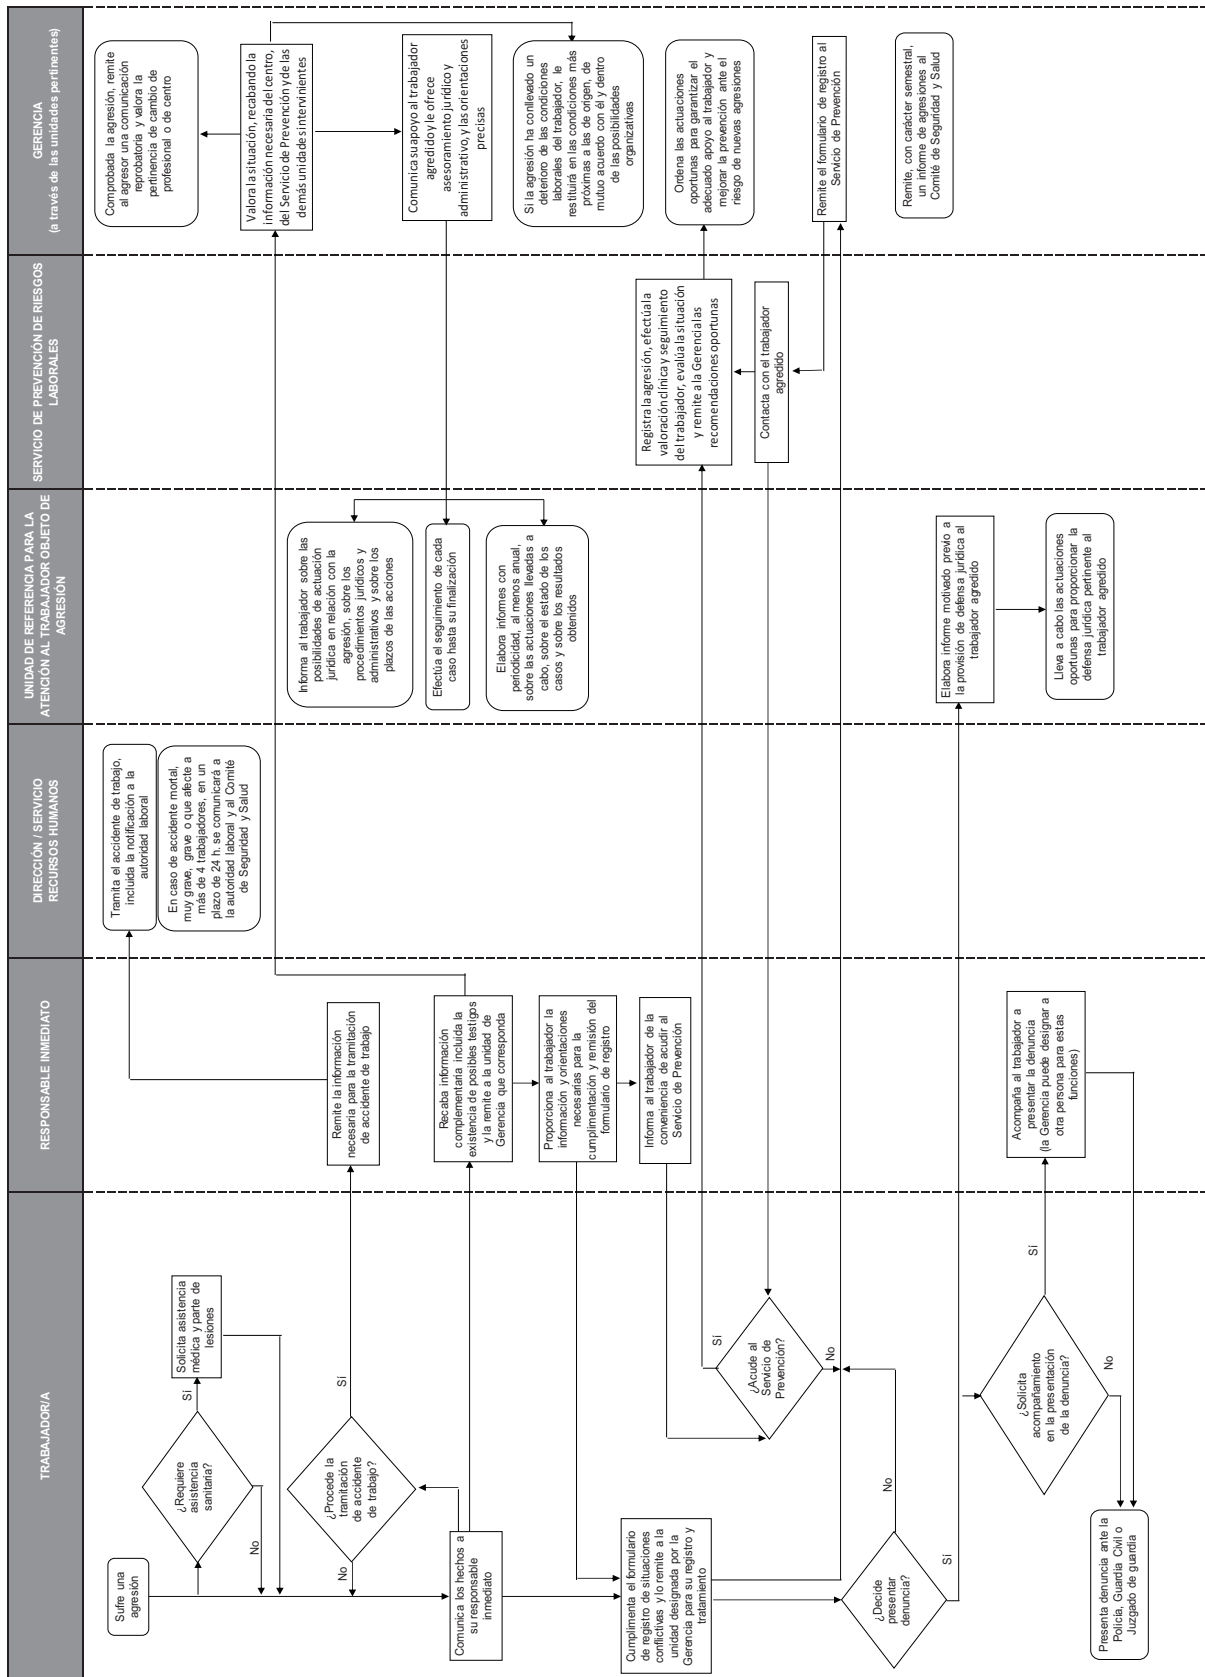 TRABAJADOR/A
RESPONSABLE INMEDIATO
DIRECCIÓN / SERVICIO
RECURSOS HUMANOS
UNIDAD DE REFERENCIA PARA LA
ATENCIÓN AL TRABAJADOR OBJETO DE
AGRESIÓN
SERVICIO DE PREVENCIÓN DE RIESGOS
LABORALES
GERENCIA
(a través de las unidades pertinentes)
Sufre una
agresión
¿Requiere
asistencia
sanitaria?
Sí
No
Solicita asistencia
médica y parte de
lesiones
¿Procede la
tramitación
de accidente
de trabajo?
Sí
No
Comunica los hechos a
su responsable
inmediato
Cumplimenta el formulario
de registro de situaciones
conflictivas y lo remite a la
unidad designada por la
Gerencia para su registro y
tratamiento
¿Acude al
Servicio de
Prevención?
Sí
No
¿Decide
presentar
denuncia?
No
Sí
¿Solicita
acompañamiento
en la presentación
de la denuncia?
Sí
No
Presenta denuncia ante la
Policía, Guardia Civil o
Juzgado de guardia
Remite la información
necesaria para la tramitación
de accidente de trabajo
Recaba información
complementaria incluida la
existencia de posibles testigos
y la remite a la unidad de
Gerencia que corresponda
Proporciona al trabajador la
información y orientaciones
necesarias para la
cumplimentación y remisión del
formulario de registro
Informa al trabajador de la
conveniencia de acudir al
Servicio de Prevención
Acompaña al trabajador a
presentar la denuncia
(la Gerencia puede designar a
otra persona para estas
funciones)
Tramita el accidente de trabajo,
incluida la notificación a la
autoridad laboral
En caso de accidente mortal,
muy grave, grave o que afecte a
más de 4 trabajadores, en un
plazo de 24 h. se comunicará a
la autoridad laboral y al Comité
de Seguridad y Salud
Informa al trabajador sobre las
posibilidades de actuación
jurídica en relación con la
agresión, sobre los
procedimientos jurídicos y
administrativos y sobre los
plazos de las acciones
Efectúa el seguimiento de cada
caso hasta su finalización
Elabora informes con
periodicidad, al menos anual,
sobre las actuaciones llevadas a
cabo, sobre el estado de los
casos y sobre los resultados
obtenidos
Elabora informe motivado previo a
la provisión de defensa jurídica al
trabajador agredido
Lleva a cabo las actuaciones
oportunas para proporcionar la
defensa jurídica pertinente al
trabajador agredido
Registra la agresión, efectúa la
valoración clínica y seguimiento
del trabajador, evalúa la situación
y remite a la Gerencia las
recomendaciones oportunas
Contacta con el trabajador
agredido
Comprobada la agresión, remite
al agresor una comunicación
reprobatoria y valora la
pertinencia de cambio de
profesional o de centro
Valora la situación, recabando la
información necesaria del centro,
del Servicio de Prevención y de las
demás unidades intervinientes
Comunica su apoyo al trabajador
agredido y le ofrece
asesoramiento jurídico y
administrativo, y las orientaciones
precisas
Si la agresión ha conllevado un
deterioro de las condiciones
laborales del trabajador, le
restituirá en las condiciones más
próximas a las de origen, de
mutuo acuerdo con él y dentro
de las posibilidades
organizativas
Ordena las actuaciones
oportunas para garantizar el
adecuado apoyo al trabajador y
mejorar la prevención ante el
riesgo de nuevas agresiones
Remite el formulario de registro al
Servicio de Prevención
Remite, con carácter semestral,
un informe de agresiones al
Comité de Seguridad y Salud